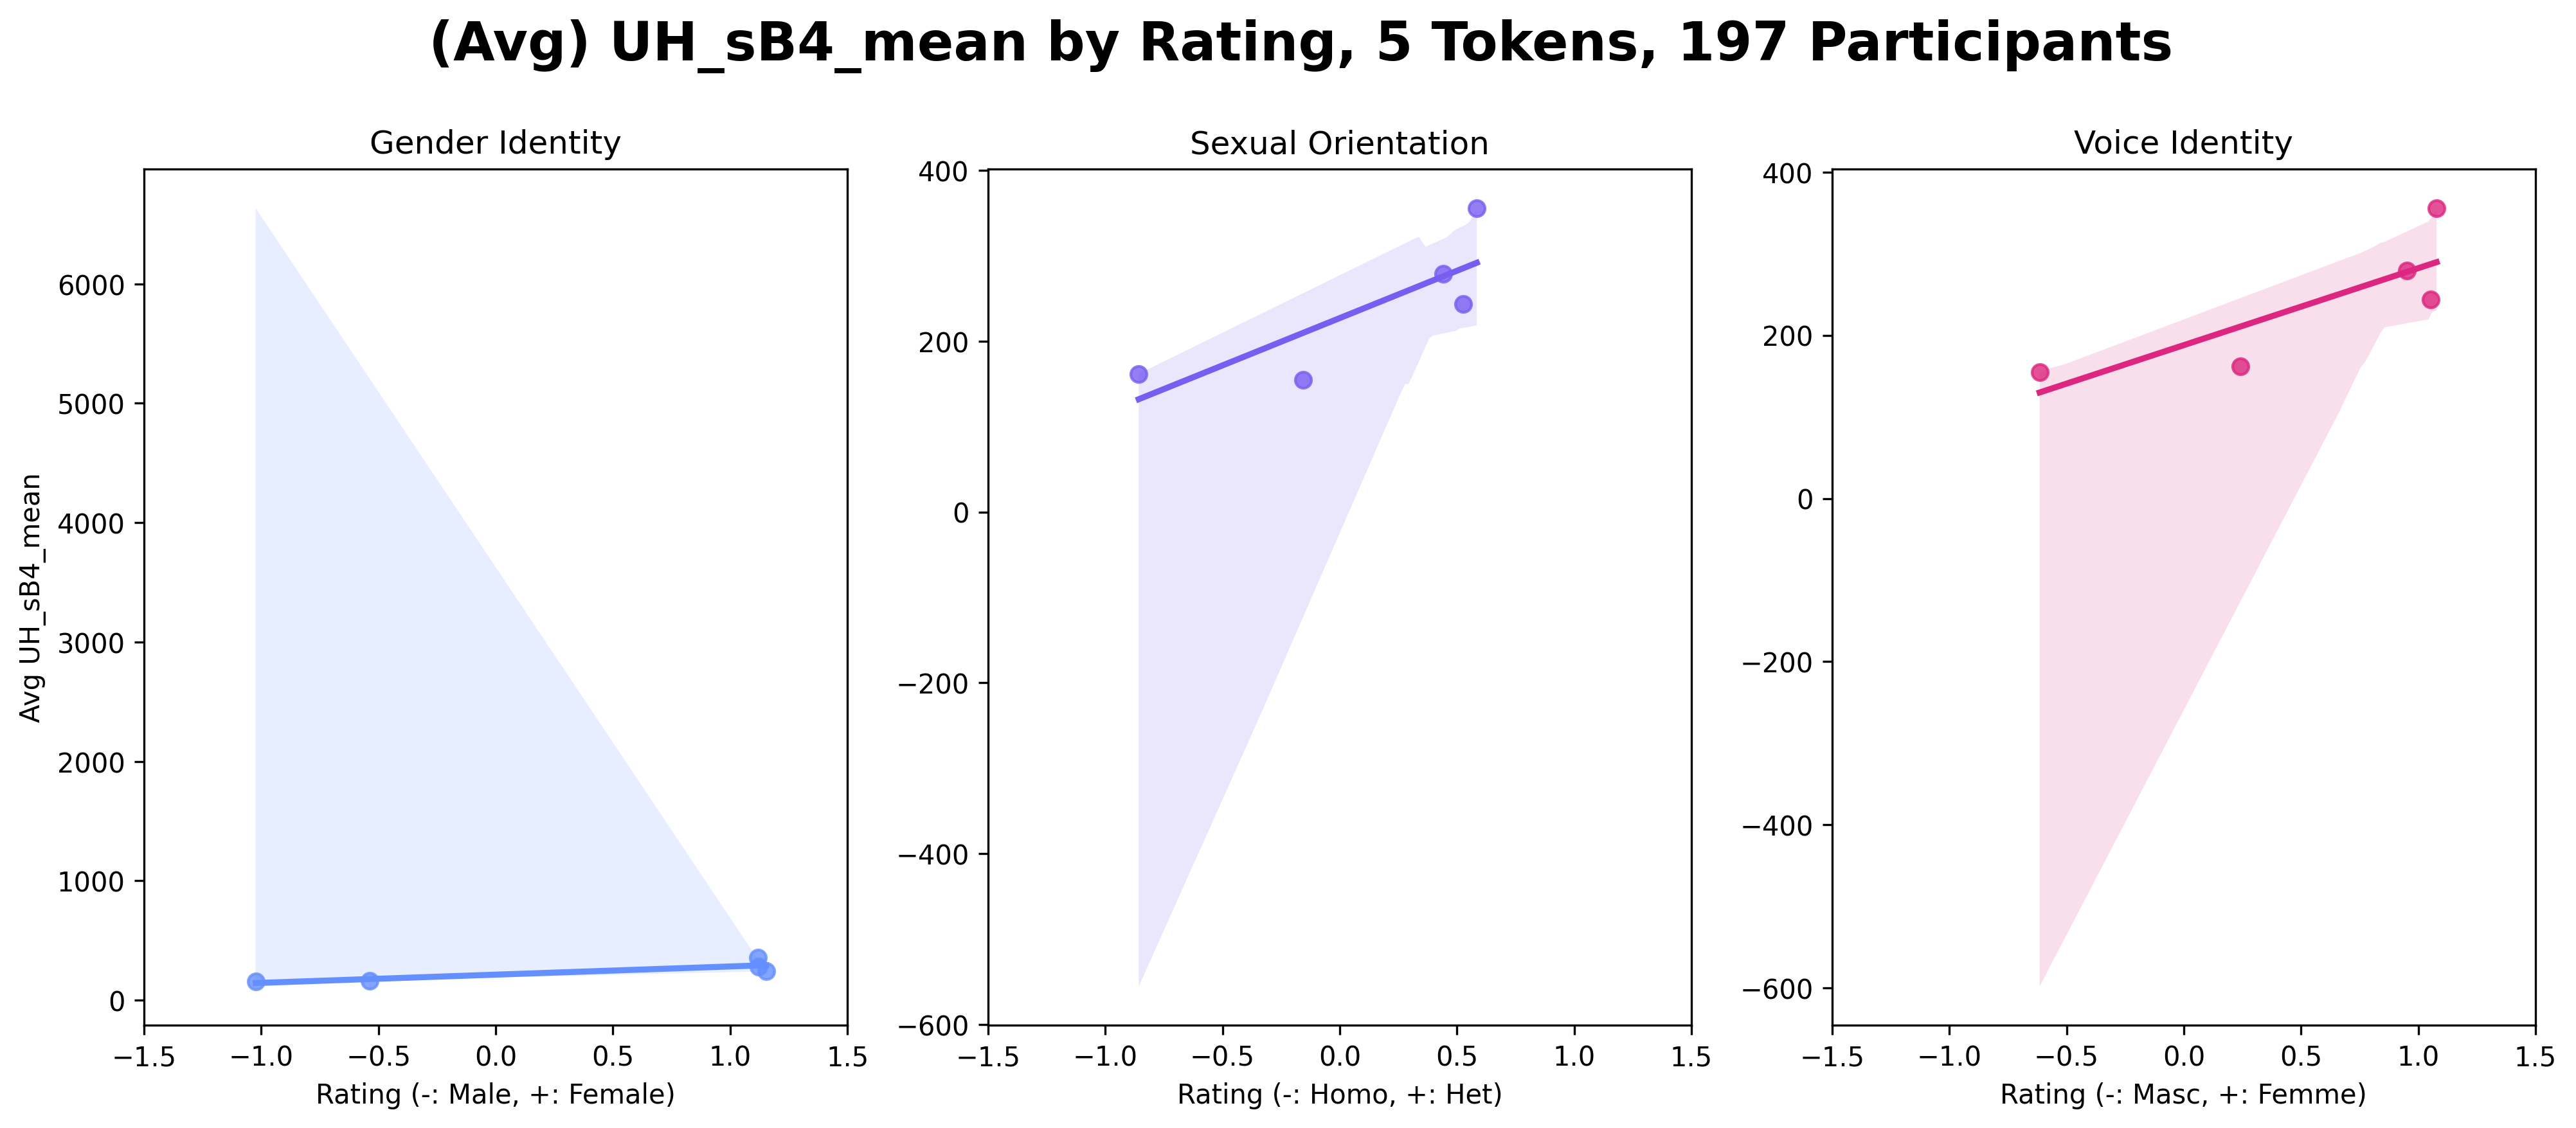 (Avg) UH_sB4_mean by Rating, 5 Tokens, 197 Participants
Gender Identity
Avg UH_sB4_mean
6000
5000
4000
3000
2000
1000
0
−1.5 −1.0 −0.5 0.0 0.5 1.0 1.5
Rating (-: Male, +: Female)
Sexual Orientation
400
200
0
−200
−400
−600
−1.5 −1.0 −0.5 0.0 0.5 1.0 1.5
Rating (-: Homo, +: Het)
Voice Identity
400
200
0
−200
−400
−600
−1.5 −1.0 −0.5 0.0 0.5 1.0 1.5
Rating (-: Masc, +: Femme)